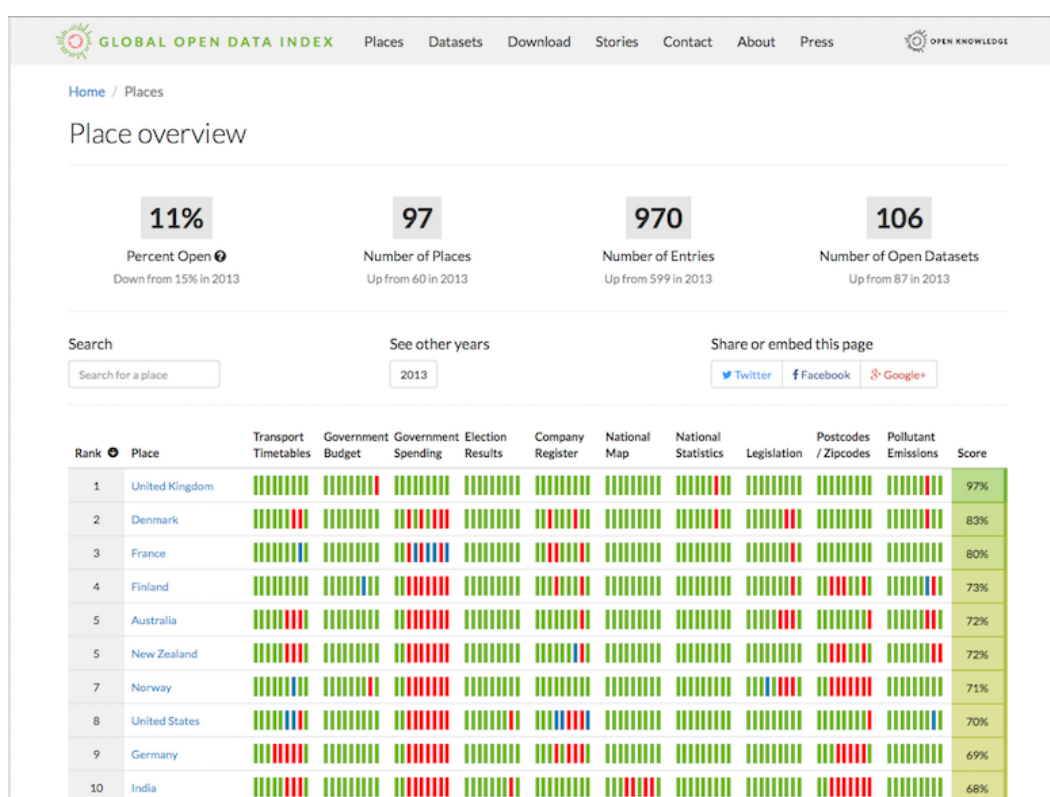 GLOBAL OPEN DATA INDEX Places Datasets Download Stories Contact About Press OPEN KNOWLEDGE
Home / Places
Place overview
11% 97 970 106
Percent Open Number of Places Number of Entries Number of Open Datasets
Down from 15% in 2013 Up from 60 in 2013 Up from 599 in 2013 Up from 87 in 2013
Search See other years Share or embed this page
Search for a place 2013 Twitter Facebook Google+
Transport Government Government Election Company National National Postcodes Pollutant
Rank Place Timetables Budget Spending Results Register Map Statistics Legislation / Zipcodes Emissions Score
1 United Kingdom 97%
2 Denmark 83%
3 France 80%
4 Finland 73%
5 Australia 72%
5 New Zealand 72%
7 Norway 71%
8 United States 70%
9 Germany 69%
10 India 68%